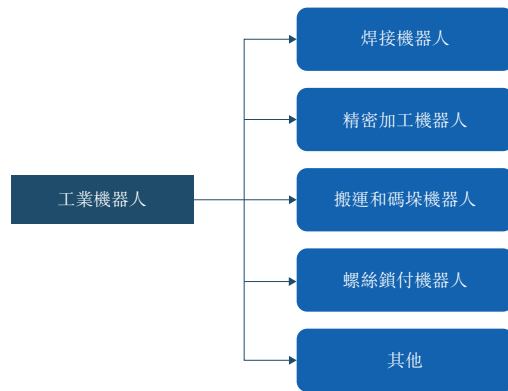 焊接機器人
精密加工機器人
工業機器人
搬運和碼垛機器人
螺絲鎖付機器人
其他